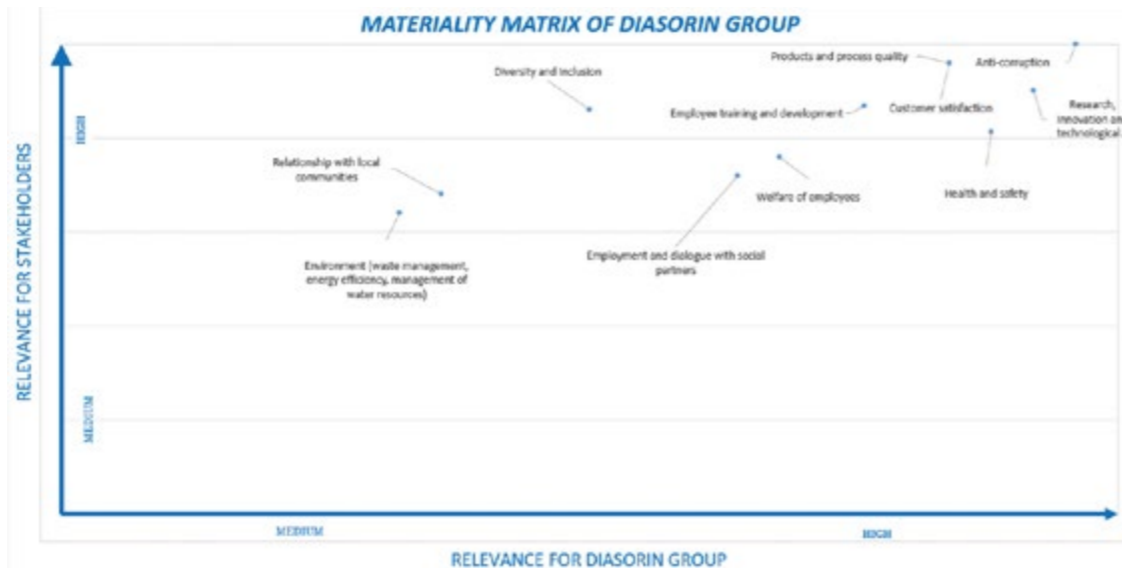 MATERIALITY MATRIX OF DIASORIN GROUP
Products and process quality
Anti-corruption
Diversity and Inclusion
Employee training and development
Customer satisfaction
Research,
innovation an
technological
HIGH
Relationship with local
communities
Welfare of employees
Health and safety
Employment and dialogue with social
partners
Environment (waste management,
energy efficiency, management of
water resources)
RELEVANCE FOR STAKEHOLDERS
MEDIUM
MEDIUM
HIGH
RELEVANCE FOR DIASORIN GROUP